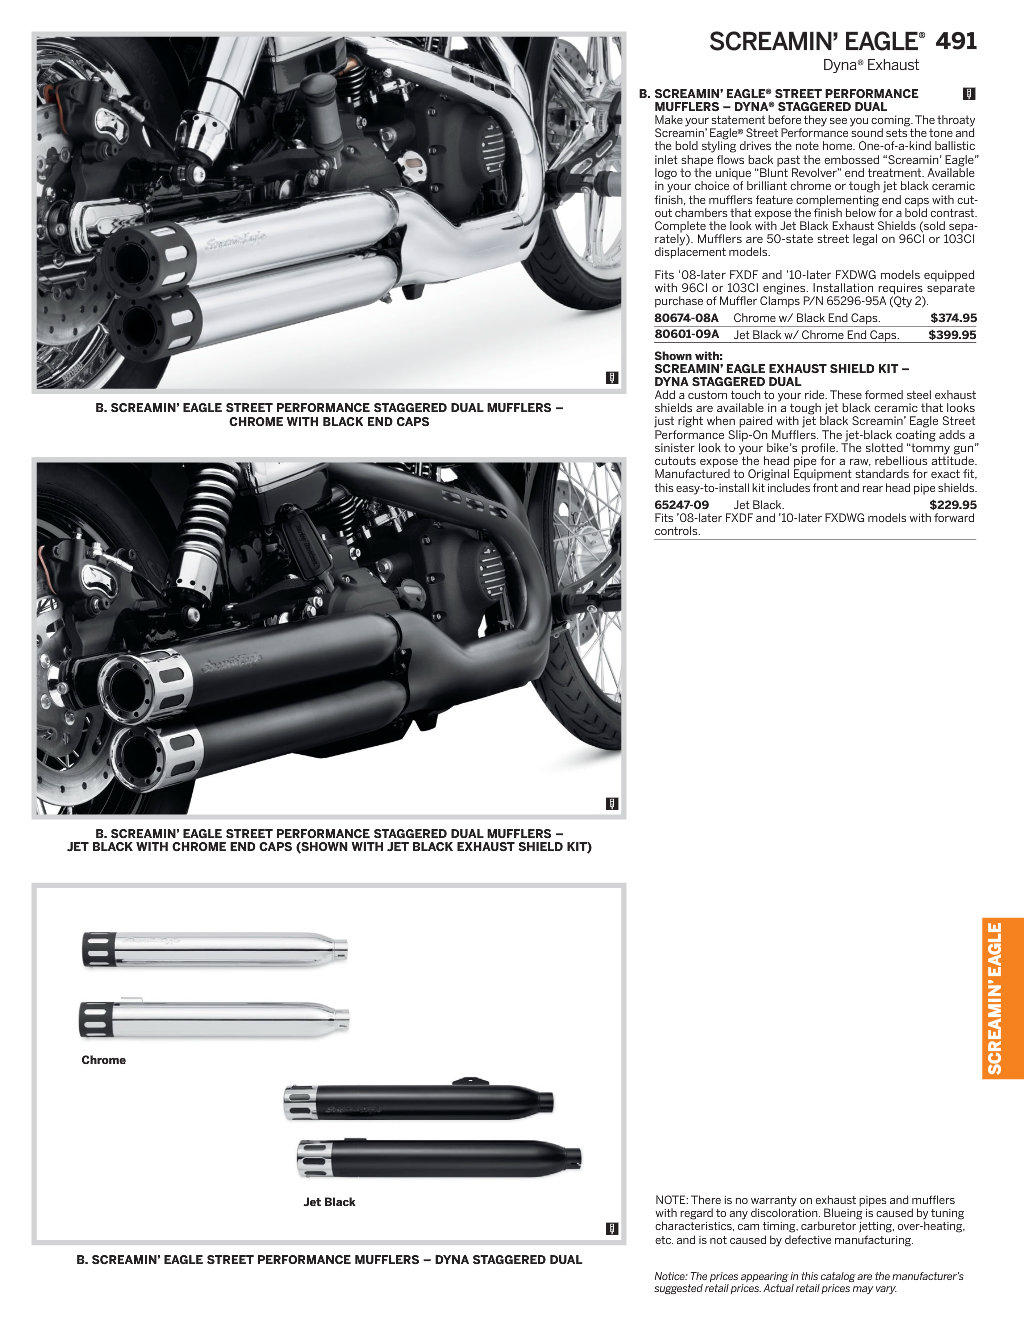 SCREAMIN’ EAGLE® 491
Dyna® Exhaust
B. SCREAMIN’ EAGLE® STREET PERFORMANCE
MUFFLERS – DYNA® STAGGERED DUAL
Make your statement before they see you coming. The throaty
Screamin’ Eagle® Street Performance sound sets the tone and
the bold styling drives the note home. One-of-a-kind ballistic
inlet shape flows back past the embossed “Screamin’ Eagle”
logo to the unique “Blunt Revolver” end treatment. Available
in your choice of brilliant chrome or tough jet black ceramic
finish, the mufflers feature complementing end caps with cut-
out chambers that expose the finish below for a bold contrast.
Complete the look with Jet Black Exhaust Shields (sold sepa-
rately). Mufflers are 50-state street legal on 96CI or 103CI
displacement models.
Fits ’08-later FXDF and ’10-later FXDWG models equipped
with 96CI or 103CI engines. Installation requires separate
purchase of Muffler Clamps P/N 65296-95A (Qty 2).
80674-08A Chrome w/ Black End Caps. $374.95
80601-09A Jet Black w/ Chrome End Caps. $399.95
Shown with:
SCREAMIN’ EAGLE EXHAUST SHIELD KIT –
DYNA STAGGERED DUAL
Add a custom touch to your ride. These formed steel exhaust
shields are available in a tough jet black ceramic that looks
just right when paired with jet black Screamin’ Eagle Street
Performance Slip-On Mufflers. The jet-black coating adds a
sinister look to your bike’s profile. The slotted “tommy gun”
cutouts expose the head pipe for a raw, rebellious attitude.
Manufactured to Original Equipment standards for exact fit,
this easy-to-install kit includes front and rear head pipe shields.
65247-09 Jet Black. $229.95
Fits ’08-later FXDF and ’10-later FXDWG models with forward
controls.
Screamin' Eagle
B. SCREAMIN’ EAGLE STREET PERFORMANCE STAGGERED DUAL MUFFLERS –
CHROME WITH BLACK END CAPS
Screamin' Eagle
B. SCREAMIN’ EAGLE STREET PERFORMANCE STAGGERED DUAL MUFFLERS –
JET BLACK WITH CHROME END CAPS (SHOWN WITH JET BLACK EXHAUST SHIELD KIT)
Chrome
Jet Black
B. SCREAMIN’ EAGLE STREET PERFORMANCE MUFFLERS – DYNA STAGGERED DUAL
SCREAMIN’ EAGLE
NOTE: There is no warranty on exhaust pipes and mufflers
with regard to any discoloration. Blueing is caused by tuning
characteristics, cam timing, carburetor jetting, over-heating,
etc. and is not caused by defective manufacturing.
Notice: The prices appearing in this catalog are the manufacturer’s
suggested retail prices. Actual retail prices may vary.